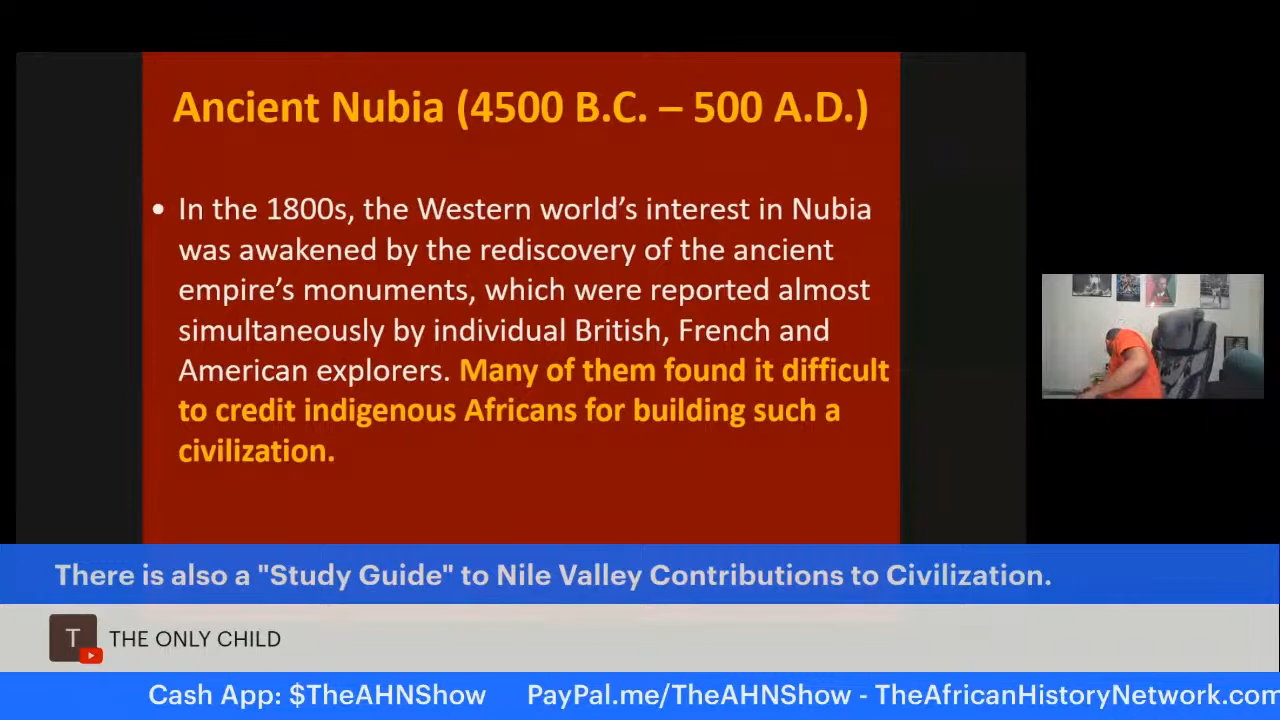 Ancient Nubia (4500 B.C. – 500 A.D.)
• In the 1800s, the Western world’s interest in Nubia
was awakened by the rediscovery of the ancient
empire’s monuments, which were reported almost
simultaneously by individual British, French and
American explorers. Many of them found it difficult
to credit indigenous Africans for building such a
civilization.
There is also a "Study Guide" to Nile Valley Contributions to Civilization.
T THE ONLY CHILD
Cash App: $TheAHNShow PayPal.me/TheAHNShow - TheAfricanHistoryNetwork.com